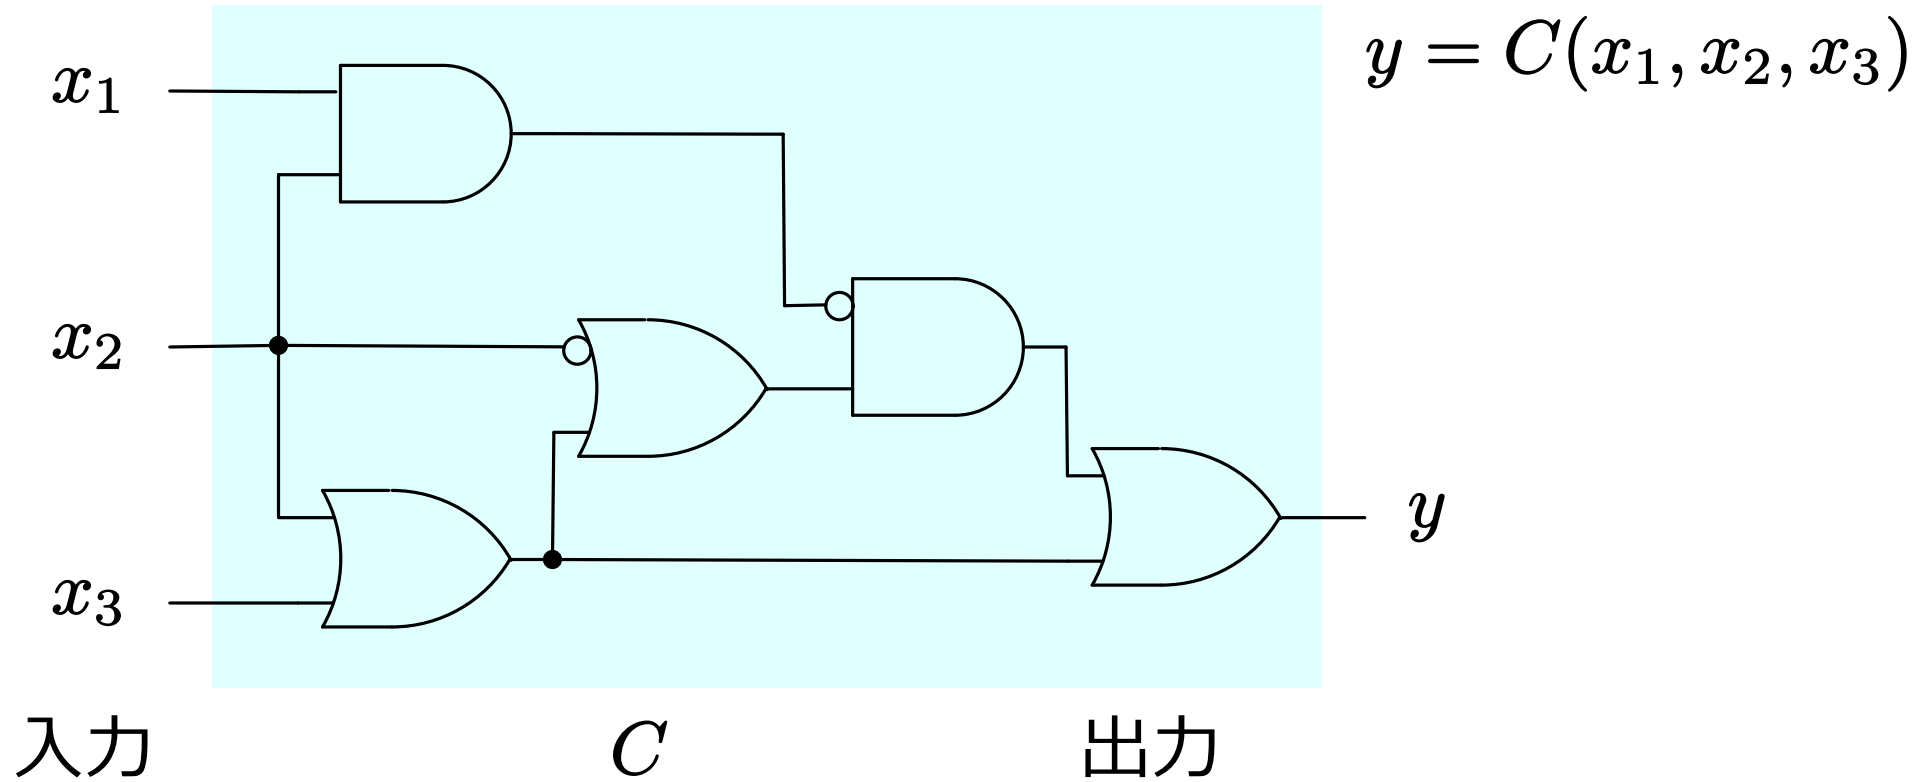 y = C(x₁, x₂, x₃)
x₁
x₂
x₃
y
入力
C
出力